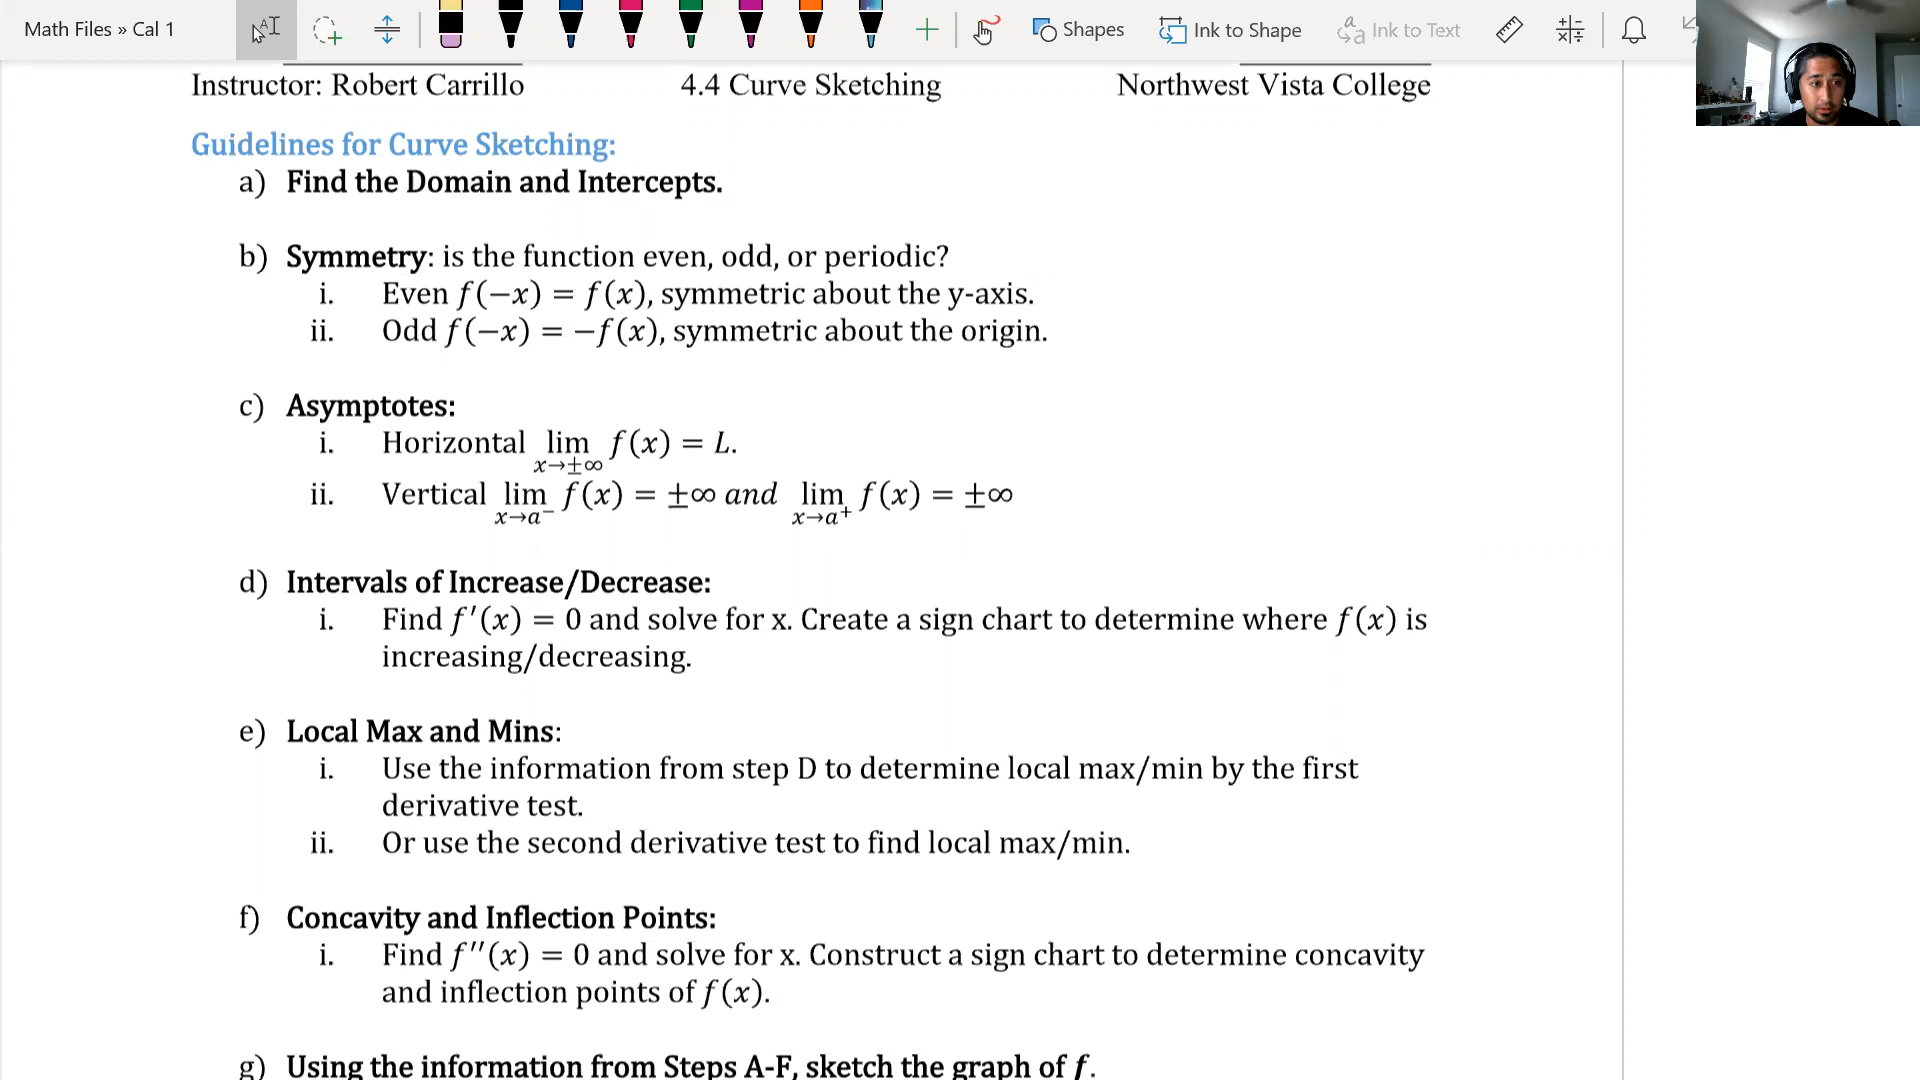 Math Files » Cal 1
Shapes
Ink to Shape
Ink to Text
Instructor: Robert Carrillo 4.4 Curve Sketching Northwest Vista College
Guidelines for Curve Sketching:
a) Find the Domain and Intercepts.
b) Symmetry: is the function even, odd, or periodic?
i. Even f(−x) = f(x), symmetric about the y-axis.
ii. Odd f(−x) = −f(x), symmetric about the origin.
c) Asymptotes:
i. Horizontal lim x→±∞ f(x) = L.
ii. Vertical lim x→a⁻ f(x) = ±∞ and lim x→a⁺ f(x) = ±∞
d) Intervals of Increase/Decrease:
i. Find f′(x) = 0 and solve for x. Create a sign chart to determine where f(x) is
increasing/decreasing.
e) Local Max and Mins:
i. Use the information from step D to determine local max/min by the first
derivative test.
ii. Or use the second derivative test to find local max/min.
f) Concavity and Inflection Points:
i. Find f′′(x) = 0 and solve for x. Construct a sign chart to determine concavity
and inflection points of f(x).
g) Using the information from Steps A-F, sketch the graph of f.